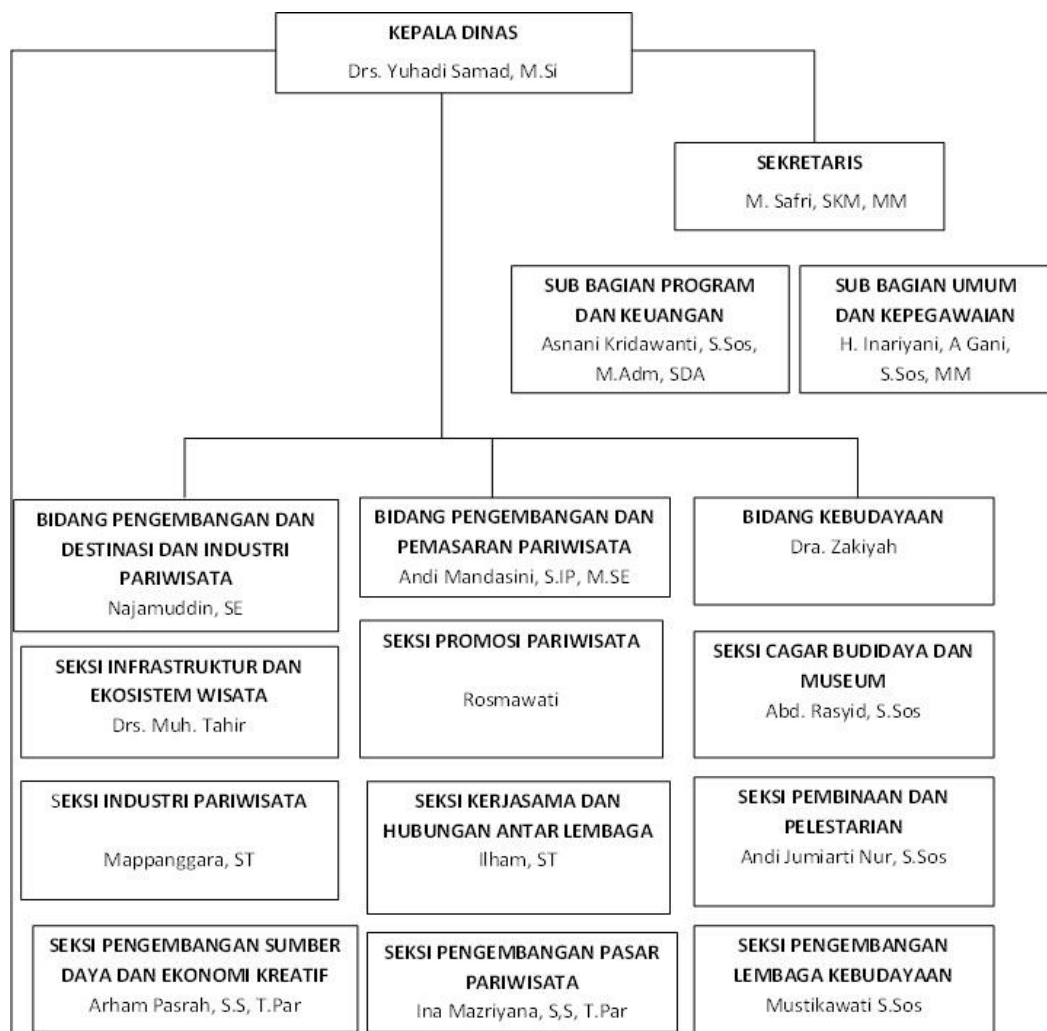 KEPALA DINAS
Drs. Yuhadi Samad, M.Si
SEKRETARIS
M. Safri, SKM, MM
SUB BAGIAN PROGRAM
DAN KEUANGAN
Asnani Kridawanti, S.Sos,
M.Adm, SDA
SUB BAGIAN UMUM
DAN KEPEGAWAIAN
H. Inariyani, A Gani,
S.Sos, MM
BIDANG PENGEMBANGAN DAN
DESTINASI DAN INDUSTRI
PARIWISATA
Najamuddin, SE
BIDANG PENGEMBANGAN DAN
PEMASARAN PARIWISATA
Andi Mandasini, S.IP, M.SE
BIDANG KEBUDAYAAN
Dra. Zakiyah
SEKSI INFRASTRUKTUR DAN
EKOSISTEM WISATA
Drs. Muh. Tahir
SEKSI PROMOSI PARIWISATA
Rosmawati
SEKSI CAGAR BUDIDAYA DAN
MUSEUM
Abd. Rasyid, S.Sos
SEKSI INDUSTRI PARIWISATA
Mappanggara, ST
SEKSI KERJASAMA DAN
HUBUNGAN ANTAR LEMBAGA
Ilham, ST
SEKSI PEMBINAAN DAN
PELESTARIAN
Andi Jumiarti Nur, S.Sos
SEKSI PENGEMBANGAN SUMBER
DAYA DAN EKONOMI KREATIF
Arham Pasrah, S.S, T.Par
SEKSI PENGEMBANGAN PASAR
PARIWISATA
Ina Mazriyana, S,S, T.Par
SEKSI PENGEMBANGAN
LEMBAGA KEBUDAYAAN
Mustikawati S.Sos